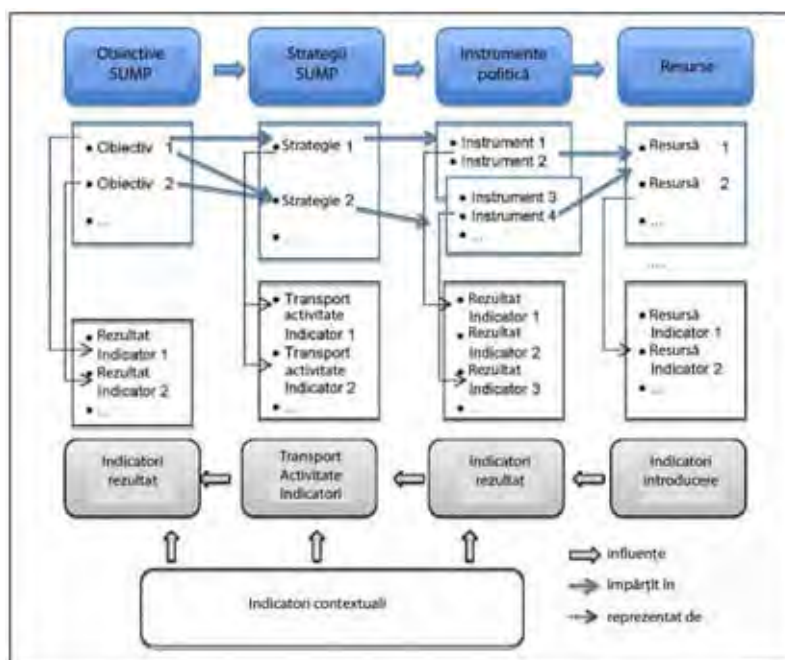 Obiective
SUMP
Strategii
SUMP
Instrumente
politică
Resurse
• Obiectiv 1
• Obiectiv 2
• ...
• Strategie 1
• Strategie 2
• ...
• Instrument 1
• Instrument 2
• Instrument 3
• Instrument 4
• ...
• Resursă 1
• Resursă 2
• ...
....
• Rezultat
Indicator 1
• Rezultat
Indicator 2
• ...
• Transport
activitate
Indicator 1
• Transport
activitate
Indicator 2
• ...
• Rezultat
Indicator 1
• Rezultat
Indicator 2
• Rezultat
Indicator 3
• ...
• Resursă
Indicator 1
• Resursă
Indicator 2
• ...
Indicatori
rezultat
Transport
Activitate
Indicatori
Indicatori
rezultat
Indicatori
introducere
Indicatori contextuali
influențe
împărțit în
reprezentat de